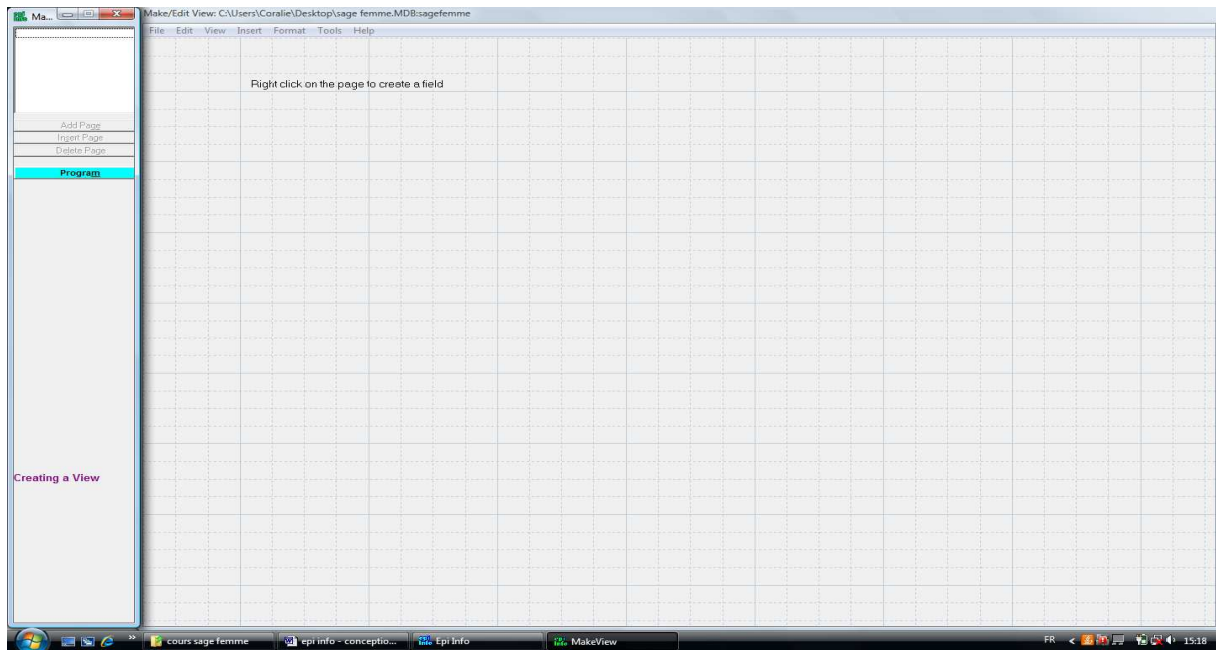 Ma...
Make/Edit View: C:\Users\Coralie\Desktop\sage femme.MDB:sagefemme
File Edit View Insert Format Tools Help
Right click on the page to create a field
Add Page
Insert Page
Delete Page
Program
Creating a View
cours sage femme
epi info - conceptio...
Epi Info
MakeView
FR
15:18